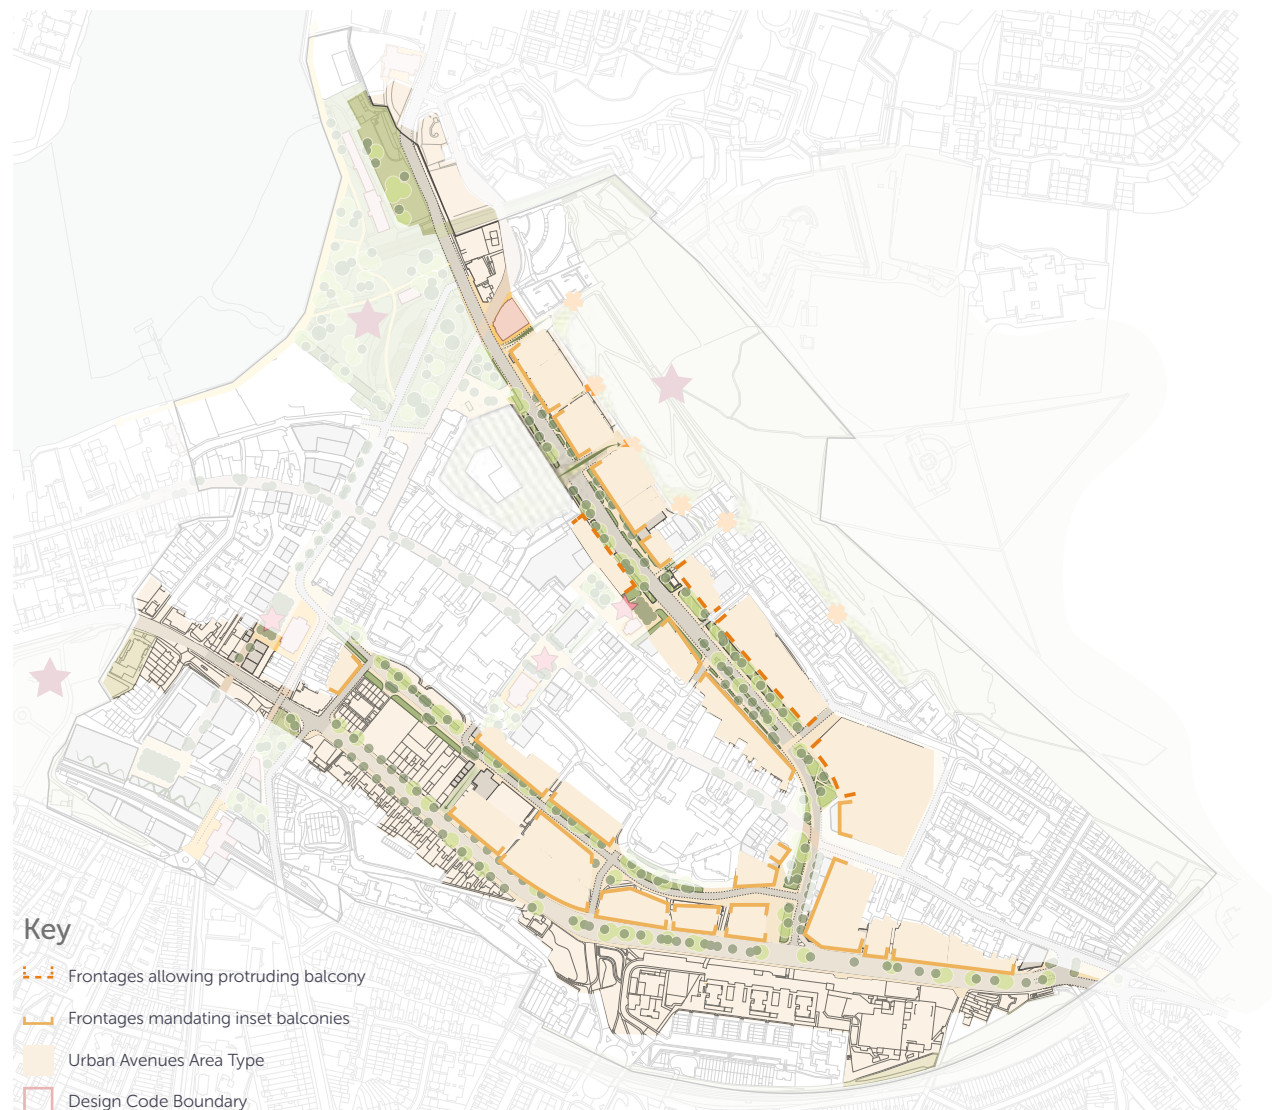 Key
Frontages allowing protruding balcony
Frontages mandating inset balconies
Urban Avenues Area Type
Design Code Boundary